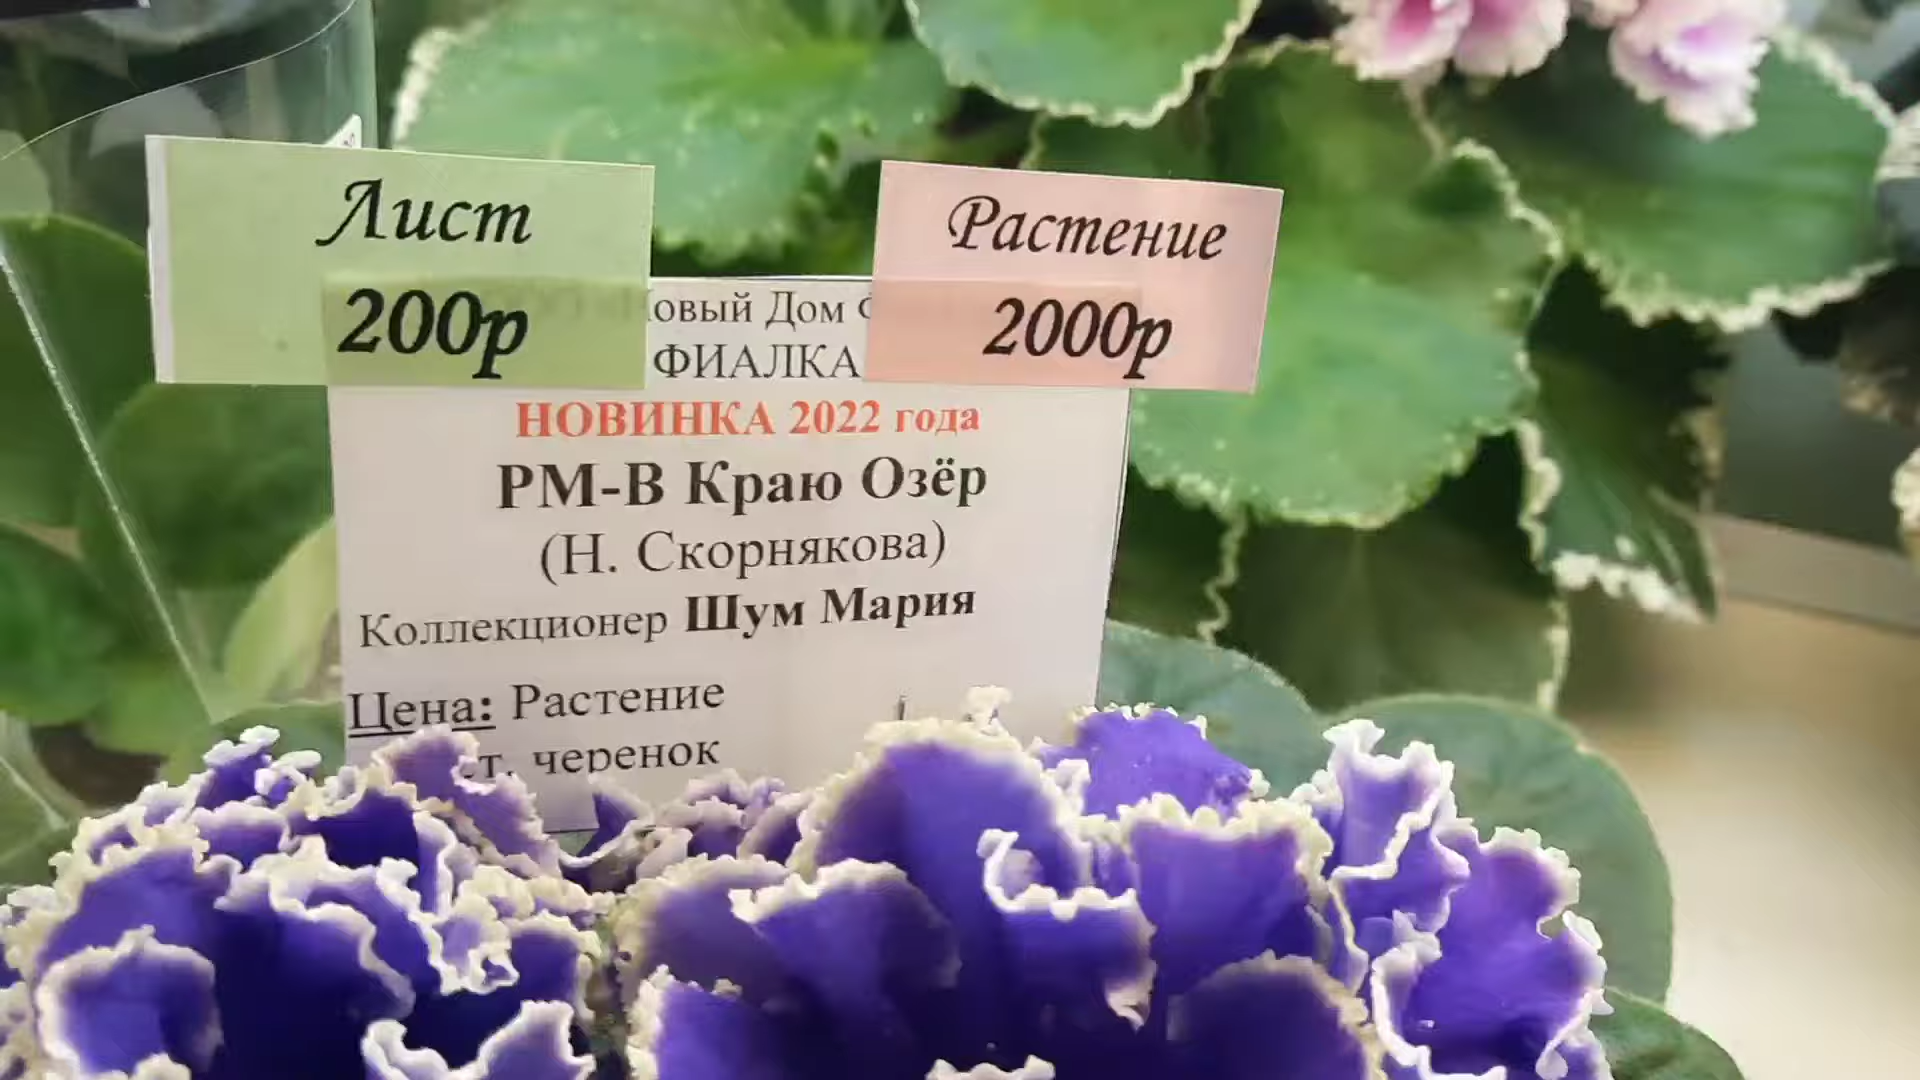 Лист
200р
Растение
2000р
овый Дом
ФИАЛКА
НОВИНКА 2022 года
РМ-В Краю Озёр
(Н. Скорнякова)
Коллекционер Шум Мария
Цена: Растение
ст. черенок